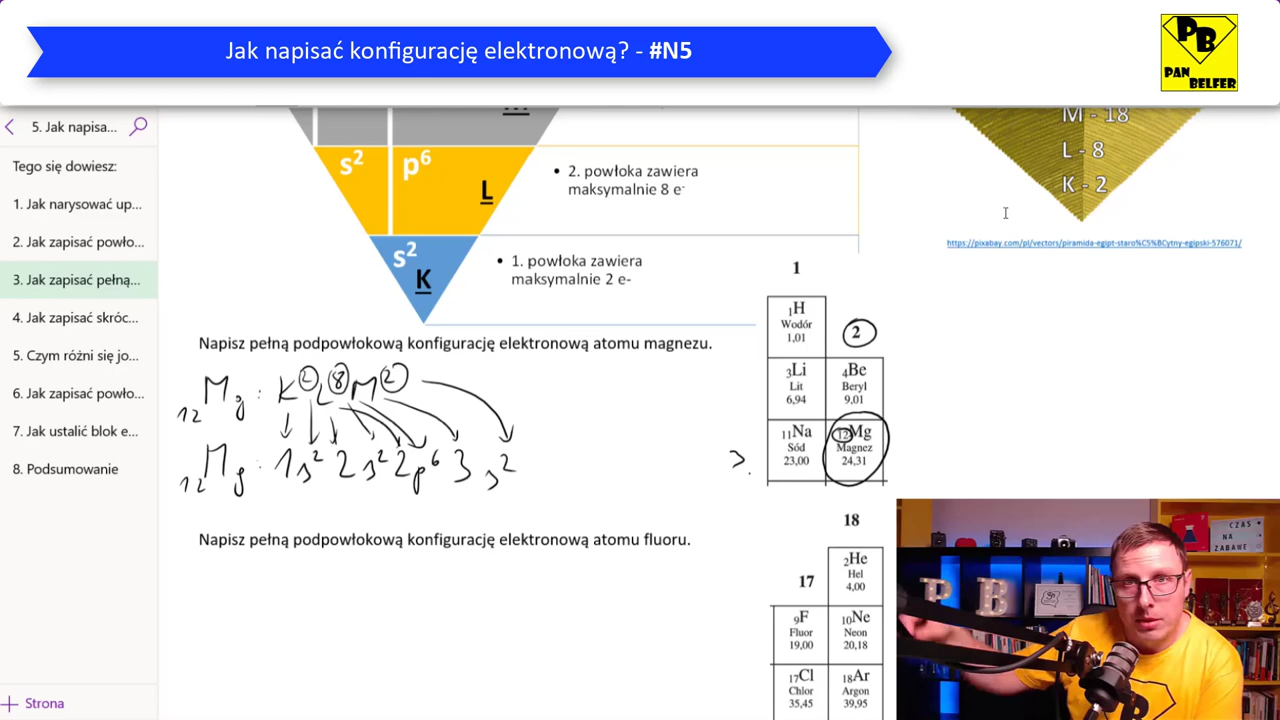 Jak napisać konfigurację elektronową? - #N5
PB
PAN
BELFER
5. Jak napisa...
Tego się dowiesz:
1. Jak narysować up...
2. Jak zapisać powło...
3. Jak zapisać pełną...
4. Jak zapisać skróc...
5. Czym różni się jo...
6. Jak zapisać powło...
7. Jak ustalić blok e...
8. Podsumowanie
+ Strona
s² p⁶
L
• 2. powłoka zawiera
maksymalnie 8 e-
s²
K
• 1. powłoka zawiera
maksymalnie 2 e-
M - 18
L - 8
K - 2
https://pixabay.com/pl/vectors/piramida-egipt-staro%C5%BCytny-egipski-576071/
Napisz pełną podpowłokową konfigurację elektronową atomu magnezu.
₁₂Mg : K² L⁸ M²
₁₂Mg : 1s² 2s² 2p⁶ 3s²
1
₁H
Wodór
1,01
2
₃Li ₄Be
Lit Beryl
6,94 9,01
3.
₁₁Na ₁₂Mg
Sód Magnez
23,00 24,31
Napisz pełną podpowłokową konfigurację elektronową atomu fluoru.
18
₂He
Hel
4,00
17
₉F ₁₀Ne
Fluor Neon
19,00 20,18
₁₇Cl ₁₈Ar
Chlor Argon
35,45 39,95
CZAS
NA
ZABAWE
P B